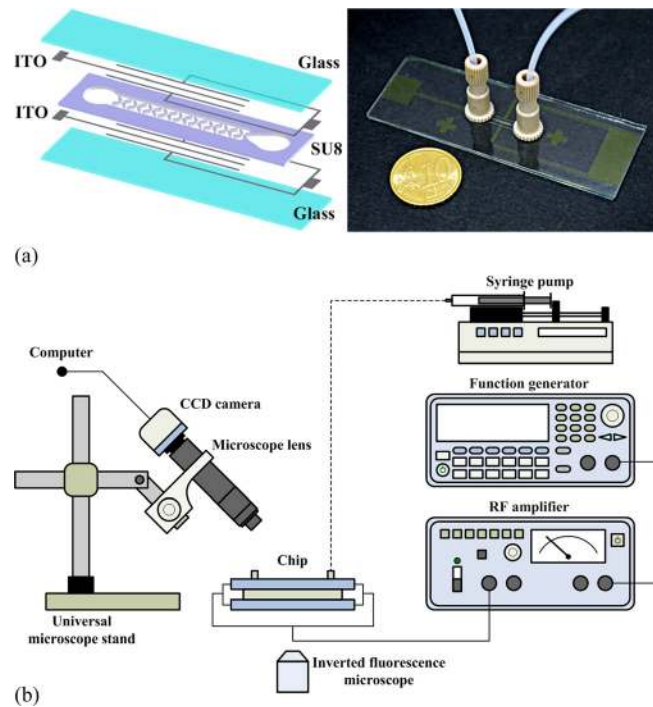 ITO
Glass
ITO
SU8
Glass
10
(a)
Syringe pump
Computer
Function generator
CCD camera
Microscope lens
RF amplifier
Chip
Universal
microscope stand
Inverted fluorescence
microscope
(b)